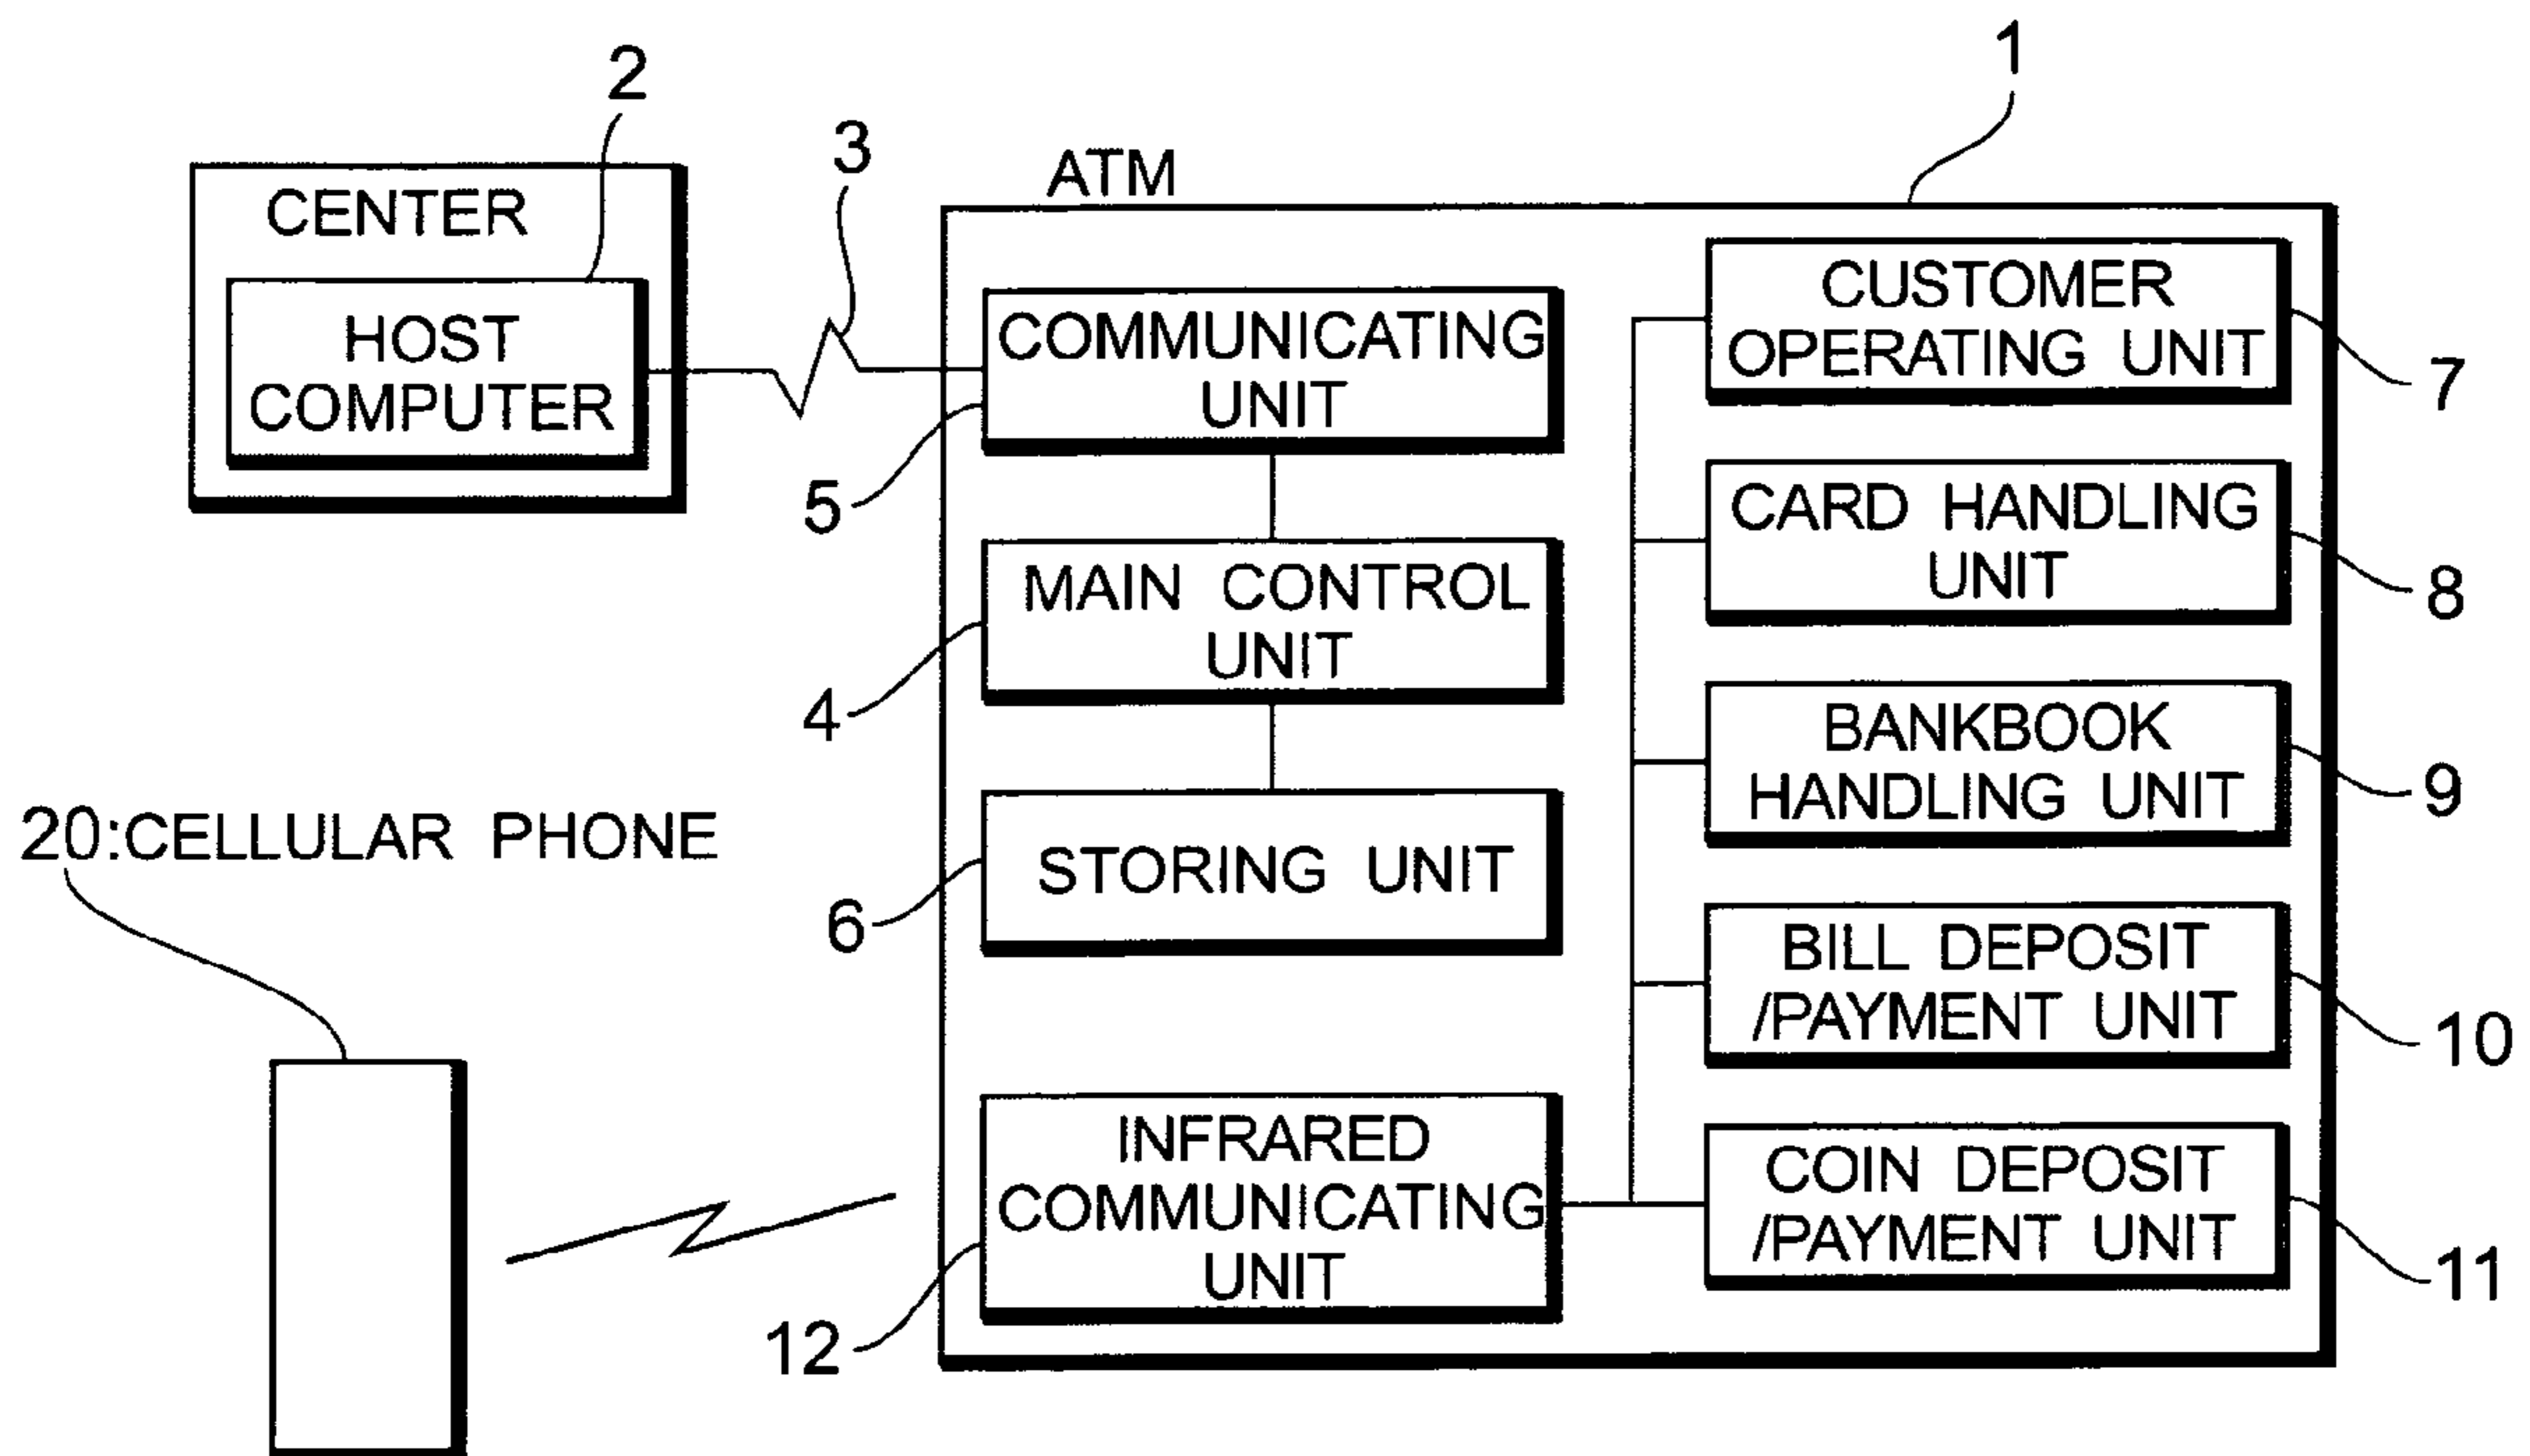 2
CENTER
HOST
COMPUTER
3
ATM
1
COMMUNICATING
UNIT
5
MAIN CONTROL
UNIT
4
STORING UNIT
6
INFRARED
COMMUNICATING
UNIT
12
CUSTOMER
OPERATING UNIT
7
CARD HANDLING
UNIT
8
BANKBOOK
HANDLING UNIT
9
BILL DEPOSIT
/PAYMENT UNIT
10
COIN DEPOSIT
/PAYMENT UNIT
11
20:CELLULAR PHONE